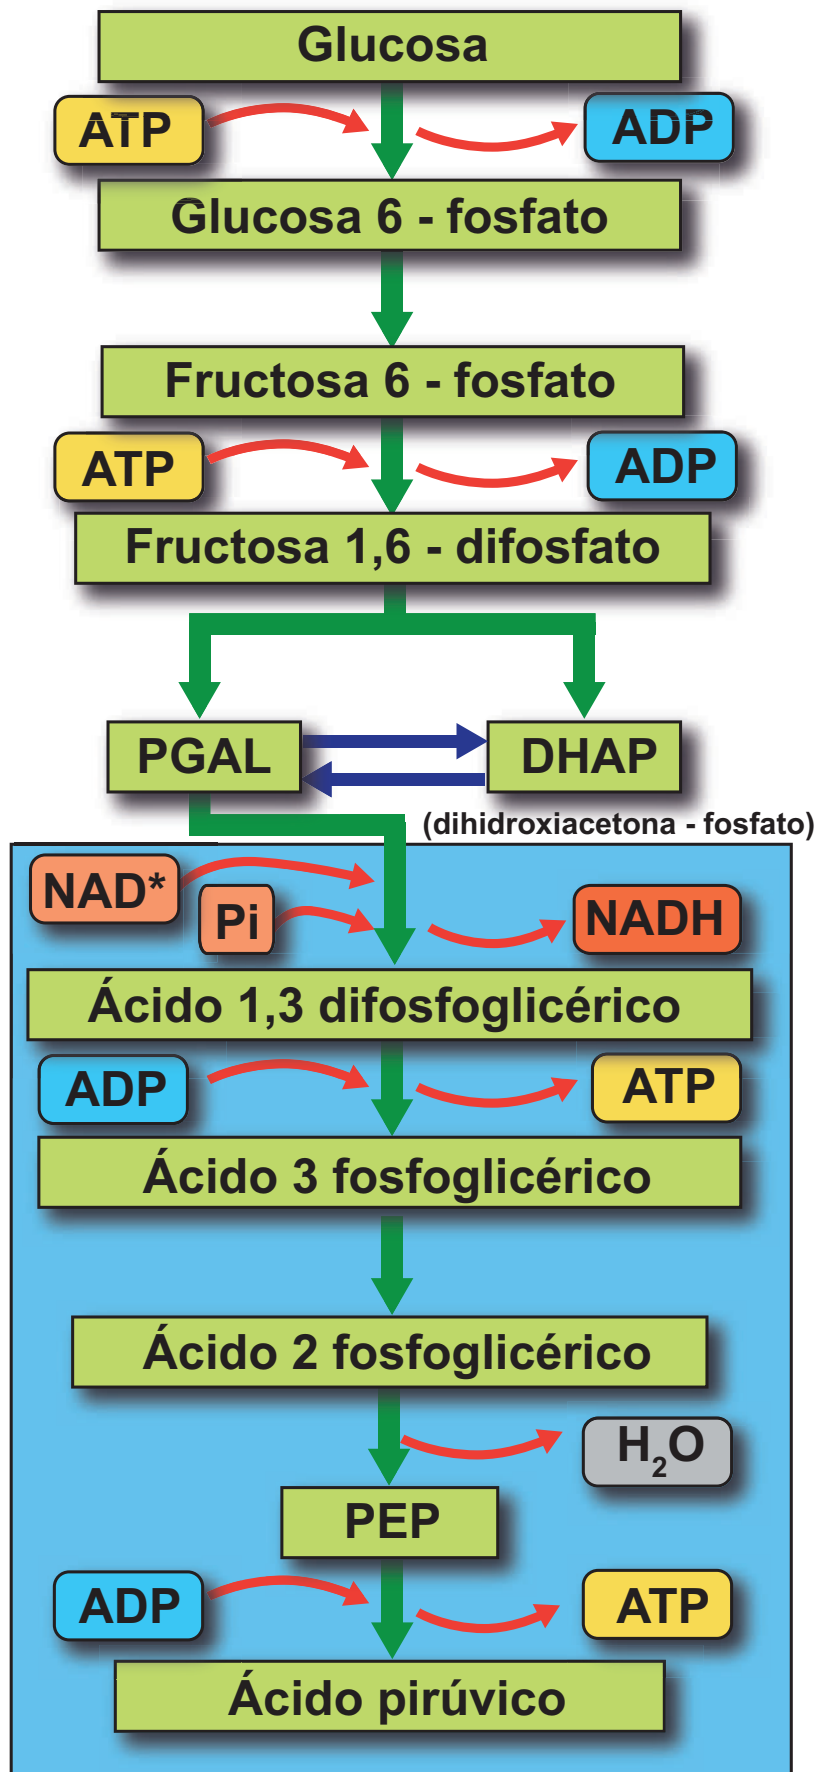 Glucosa
ATP
ADP
Glucosa 6 - fosfato
Fructosa 6 - fosfato
ATP
ADP
Fructosa 1,6 - difosfato
PGAL
DHAP
(dihidroxiacetona - fosfato)
NAD*
Pi
NADH
Ácido 1,3 difosfoglicérico
ADP
ATP
Ácido 3 fosfoglicérico
Ácido 2 fosfoglicérico
H₂O
PEP
ADP
ATP
Ácido pirúvico